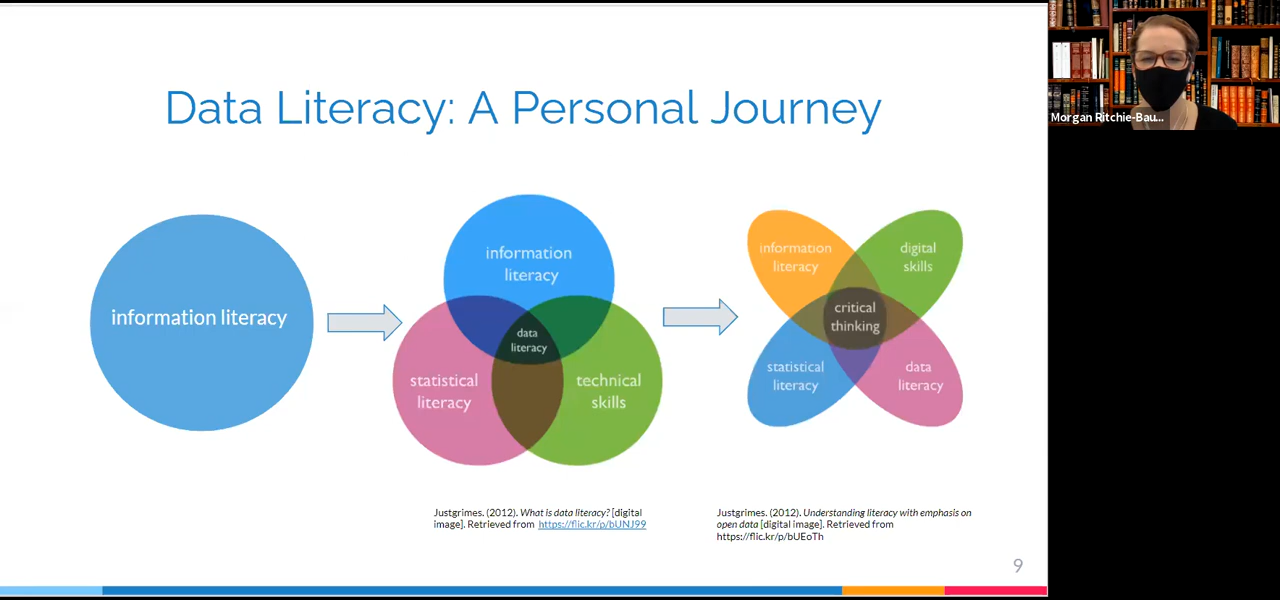 Data Literacy: A Personal Journey
information literacy
information
literacy
data
literacy
statistical
literacy
technical
skills
information
literacy
digital
skills
critical
thinking
statistical
literacy
data
literacy
Justgrimes. (2012). What is data literacy? [digital
image]. Retrieved from https://flic.kr/p/bUNJ99
Justgrimes. (2012). Understanding literacy with emphasis on
open data [digital image]. Retrieved from
https://flic.kr/p/bUEoTh
9
Morgan Ritchie-Bau...